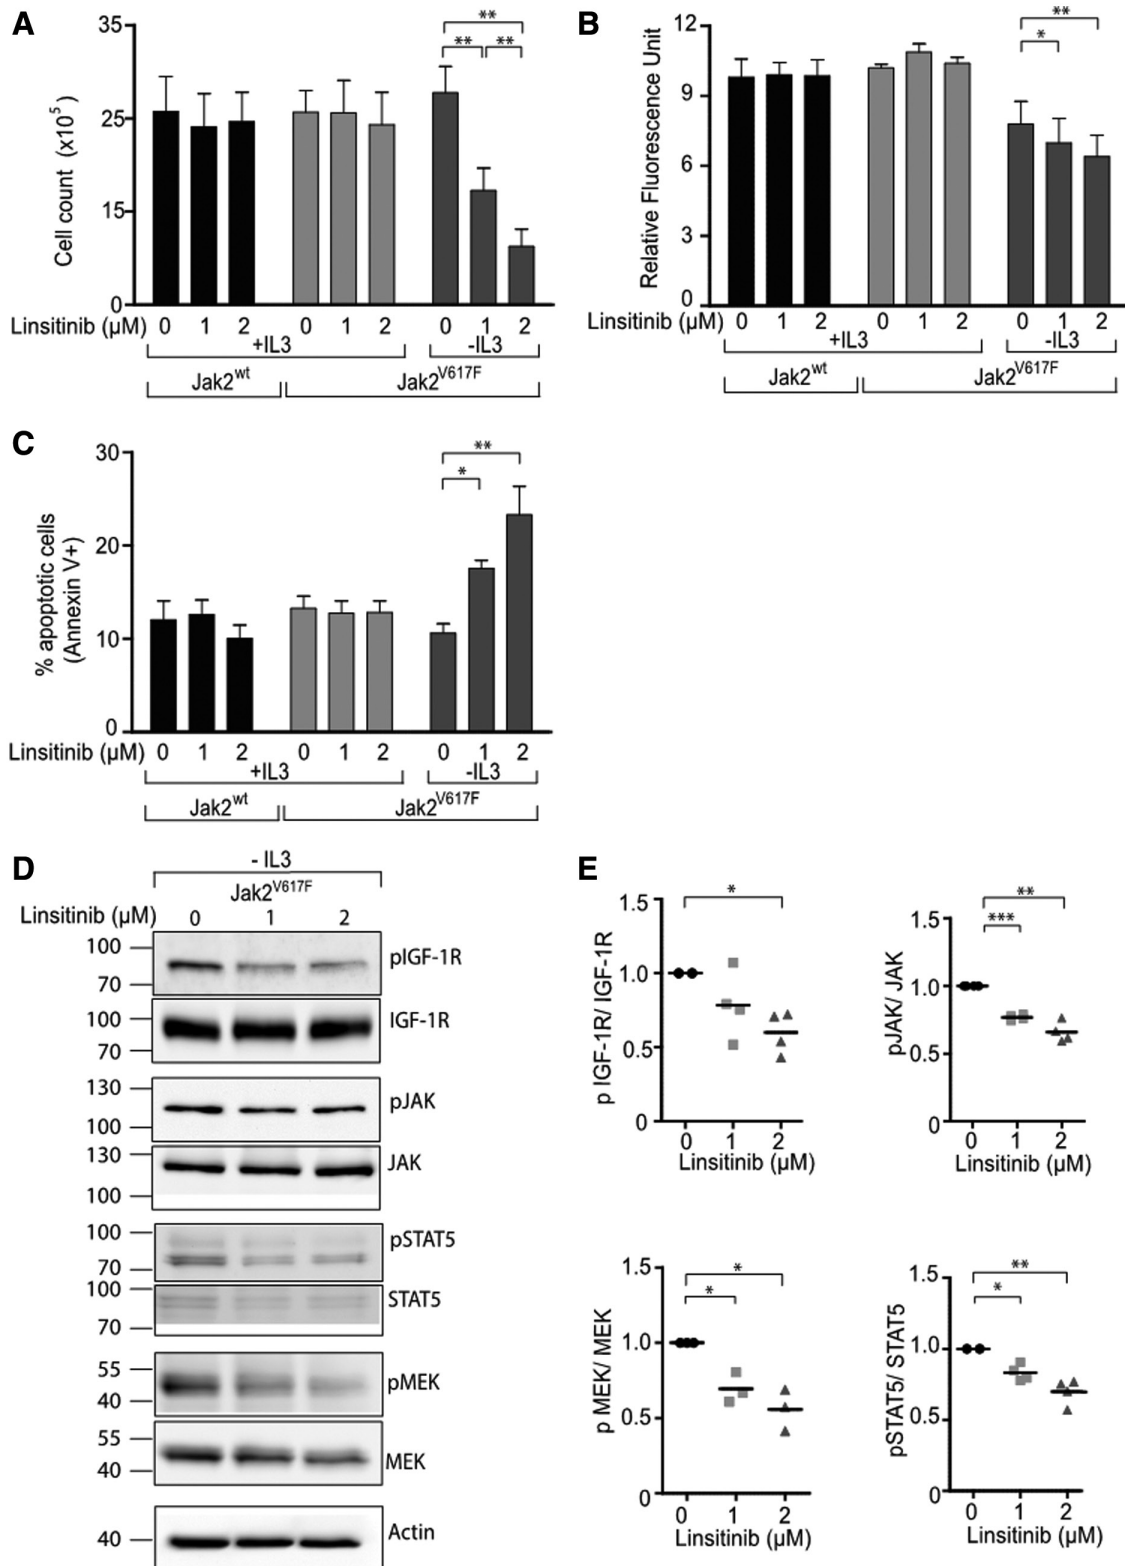 A
35
25
15
0
Cell count (x10⁵)
**
** **
Linsitinib (µM) 0 1 2 0 1 2 0 1 2
+IL3 -IL3
Jak2ʷᵗ Jak2ⱽ⁶¹⁷ᶠ
B
12
9
6
3
0
Relative Fluorescence Unit
**
*
Linsitinib (µM) 0 1 2 0 1 2 0 1 2
+IL3 -IL3
Jak2ʷᵗ Jak2ⱽ⁶¹⁷ᶠ
C
30
20
10
0
% apoptotic cells
(Annexin V+)
**
*
Linsitinib (µM) 0 1 2 0 1 2 0 1 2
+IL3 -IL3
Jak2ʷᵗ Jak2ⱽ⁶¹⁷ᶠ
D
- IL3
Jak2ⱽ⁶¹⁷ᶠ
Linsitinib (µM) 0 1 2
100
pIGF-1R
70
100
IGF-1R
70
130
pJAK
100
130
JAK
100
100
pSTAT5
70
100
STAT5
70
55
pMEK
40
55
MEK
40
40
Actin
E
1.5
1.0
0.5
0
p IGF-1R/ IGF-1R
*
0 1 2
Linsitinib (µM)
1.5
1.0
0.5
0
pJAK/ JAK
**
***
0 1 2
Linsitinib (µM)
1.5
1.0
0.5
0
p MEK/ MEK
*
*
0 1 2
Linsitinib (µM)
1.5
1.0
0.5
0
pSTAT5/ STAT5
**
*
0 1 2
Linsitinib (µM)